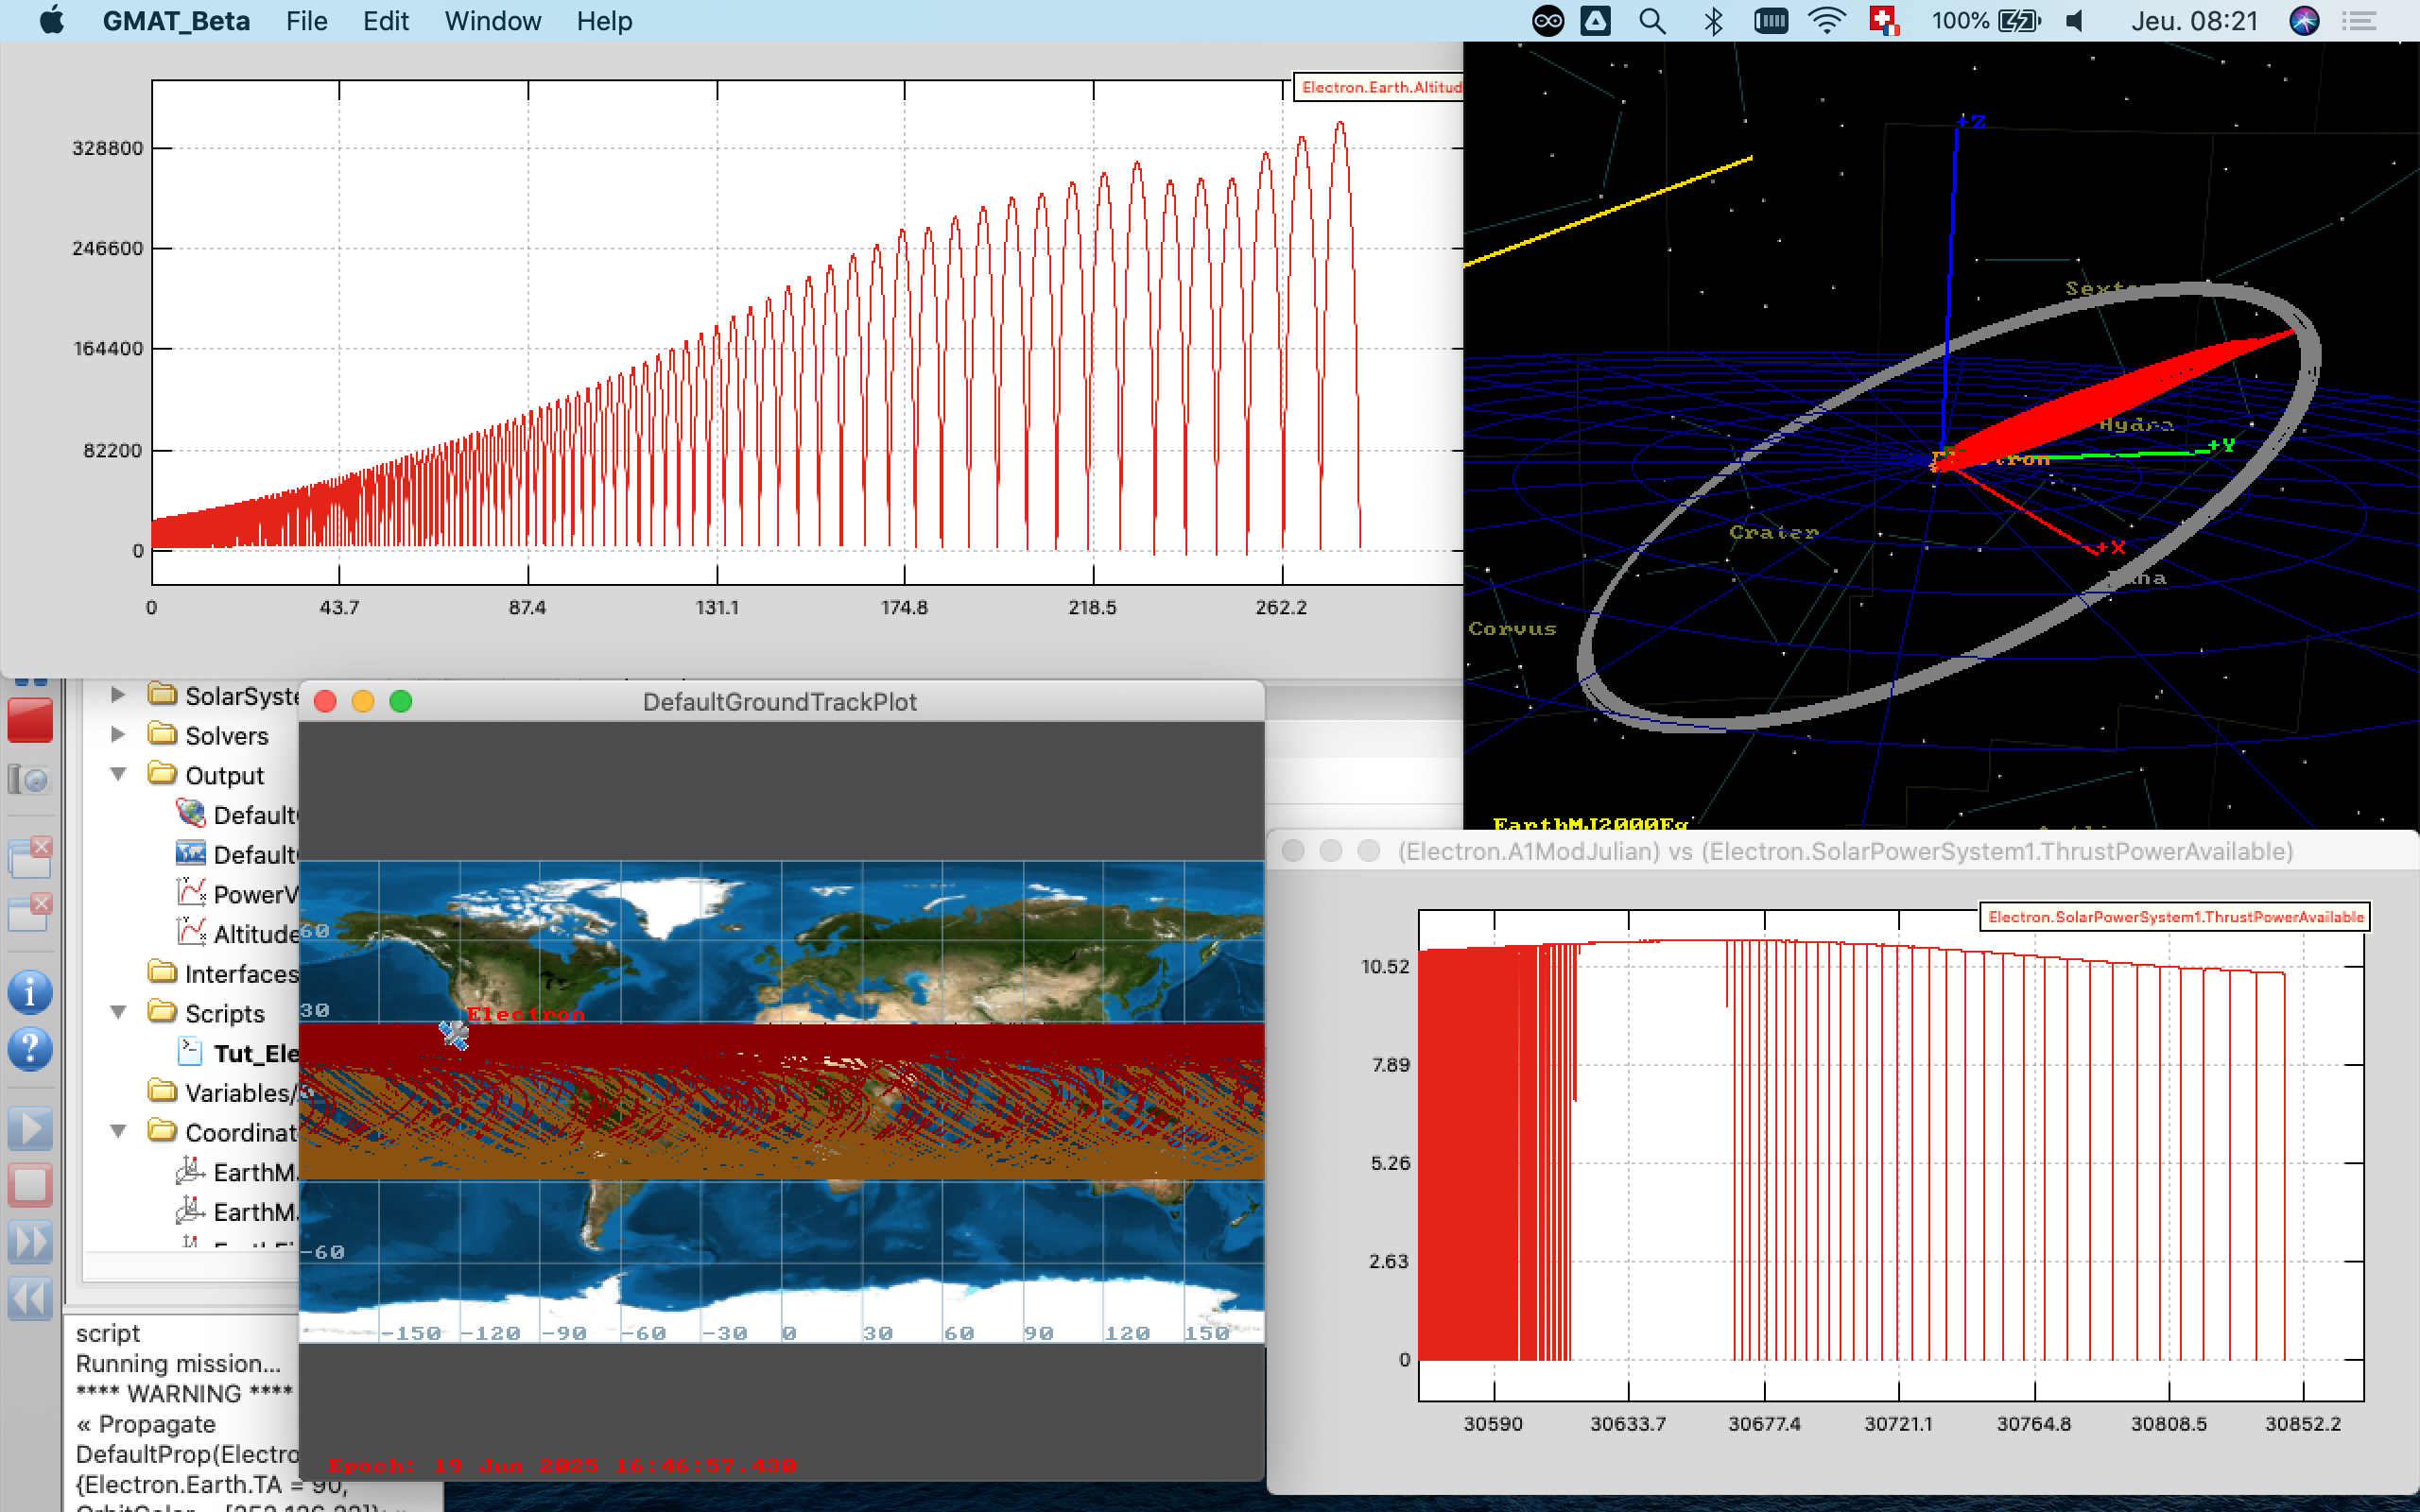 GMAT_Beta File Edit Window Help 100% Jeu. 08:21
Electron.Earth.Altitud
328800
246600
164400
82200
0
0 43.7 87.4 131.1 174.8 218.5 262.2
+Z
Hydra
+Y
Crater
+X
Corvus
EarthMJ2000Eq
SolarSyste
Solvers
Output
Default
Default
PowerV
Altitude
Interfaces
Scripts
Tut_Ele
Variables/
Coordinat
EarthM.
EarthM.
script
Running mission...
**** WARNING ****
« Propagate
DefaultProp(Electro
{Electron.Earth.TA = 90,
DefaultGroundTrackPlot
60
30
Electron
-60
-150 -120 -90 -60 -30 0 30 60 90 120 150
Epoch: 19 Jun 2025 16:46:57.430
(Electron.A1ModJulian) vs (Electron.SolarPowerSystem1.ThrustPowerAvailable)
Electron.SolarPowerSystem1.ThrustPowerAvailable
10.52
7.89
5.26
2.63
0
30590 30633.7 30677.4 30721.1 30764.8 30808.5 30852.2